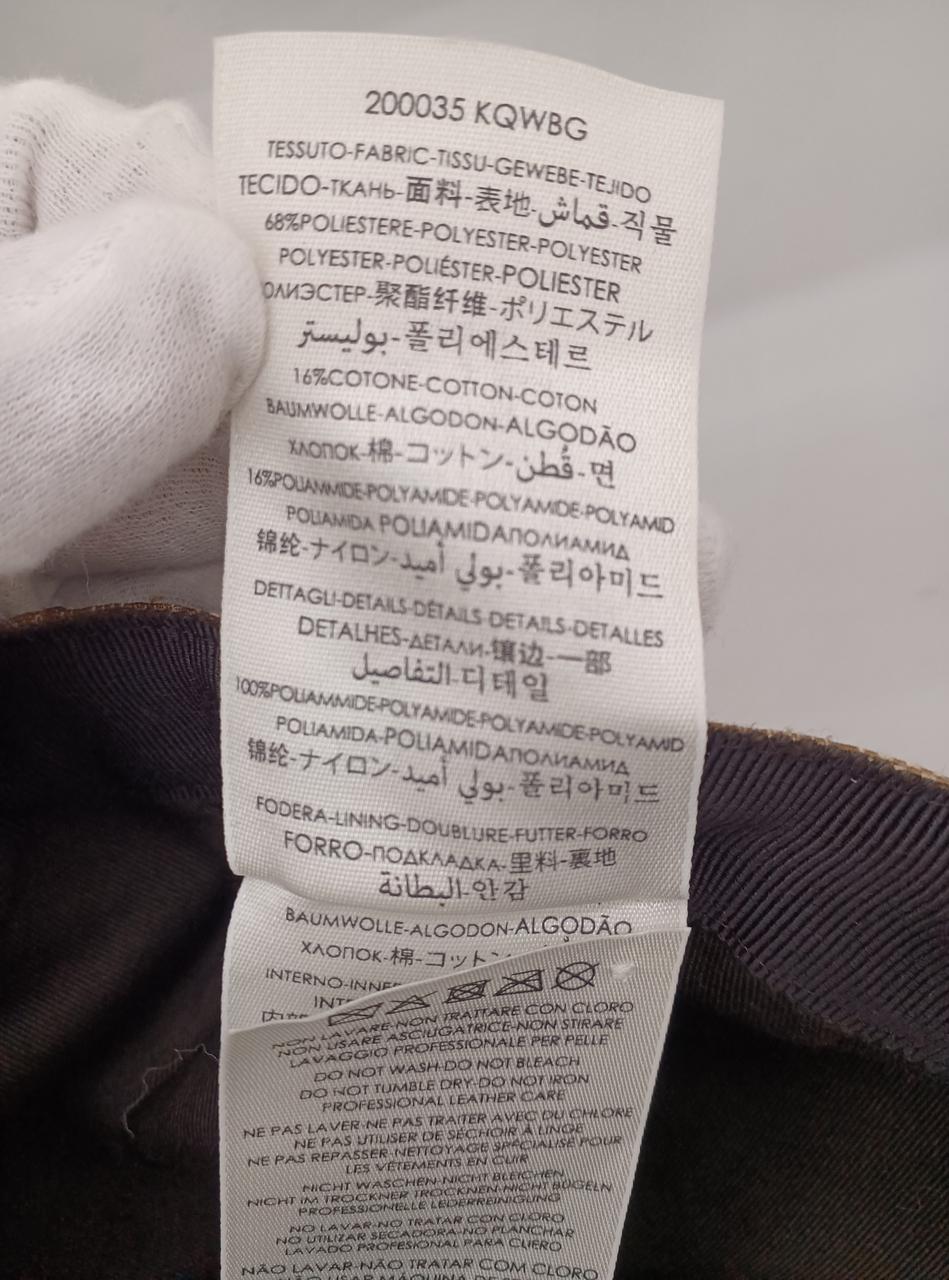 200035 KQWBG
TESSUTO-FABRIC-TISSU-GEWEBE-TEJIDO
TECIDO-ТКАНЬ-面料-表地-قماش-직물
68%POLIESTERE-POLYESTER-POLYESTER
POLYESTER-POLIÉSTER-POLIESTER
ОЛИЭСТЕР-聚酯纤维-ポリエステル
بوليستر-폴리에스테르
16%COTONE-COTTON-COTON
BAUMWOLLE-ALGODON-ALGODÃO
ХЛОПОК-棉-コットン-قُطن-면
16%POLIAMMIDE-POLYAMIDE-POLYAMIDE-POLYAMID
POLIAMIDA POLIAMIDAПОЛИАМИД
锦纶-ナイロン-بولي أميد-폴리아미드
DETTAGLI-DETAILS-DÉTAILS-DETAILS-DETALLES
DETALHES-ДЕТАЛИ-镶边-一部
التفاصيل-디테일
100%POLIAMMIDE-POLYAMIDE-POLYAMIDE-POLYAMID
POLIAMIDA-POLIAMIDAПОЛИАМИД
锦纶-ナイロン-بولي أميد-폴리아미드
FODERA-LINING-DOUBLURE-FUTTER-FORRO
FORRO-ПОДКЛАДКА-里料-裏地
البطانة-안감
BAUMWOLLE-ALGODON-ALGODÃO
ХЛОПОК-棉-コットン
INTERNO-INNE
INT
内部
NON LAVARE-NON TRATTARE CON CLORO
NON USARE ASCIUGATRICE-NON STIRARE
LAVAGGIO PROFESSIONALE PER PELLE
DO NOT WASH-DO NOT BLEACH
DO NOT TUMBLE DRY-DO NOT IRON
PROFESSIONAL LEATHER CARE
NE PAS LAVER-NE PAS TRAITER AVEC DU CHLORE
NE PAS UTILISER DE SÉCHOIR À LINGE
NE PAS REPASSER-NETTOYAGE SPÉCIALISÉ POUR
LES VÊTEMENTS EN CUIR
NICHT WASCHEN-NICHT BLEICHEN
NICHT IM TROCKNER TROCKNEN-NICHT BÜGELN
PROFESSIONELLE LEDERREINIGUNG
NO LAVAR-NO TRATAR CON CLORO
NO UTILIZAR SECADORA-NO PLANCHAR
LAVADO PROFESIONAL PARA CUERO
NÃO LAVAR-NÃO TRATAR COM CLORO